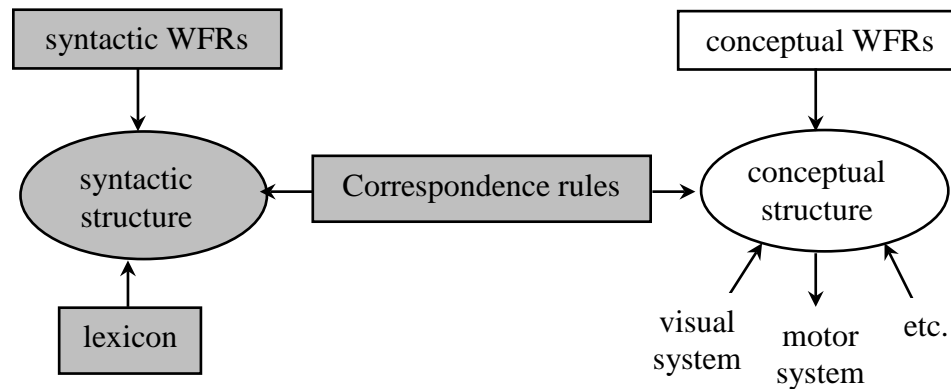 syntactic WFRs
conceptual WFRs
syntactic
structure
Correspondence rules
conceptual
structure
lexicon
visual
system
motor
system
etc.